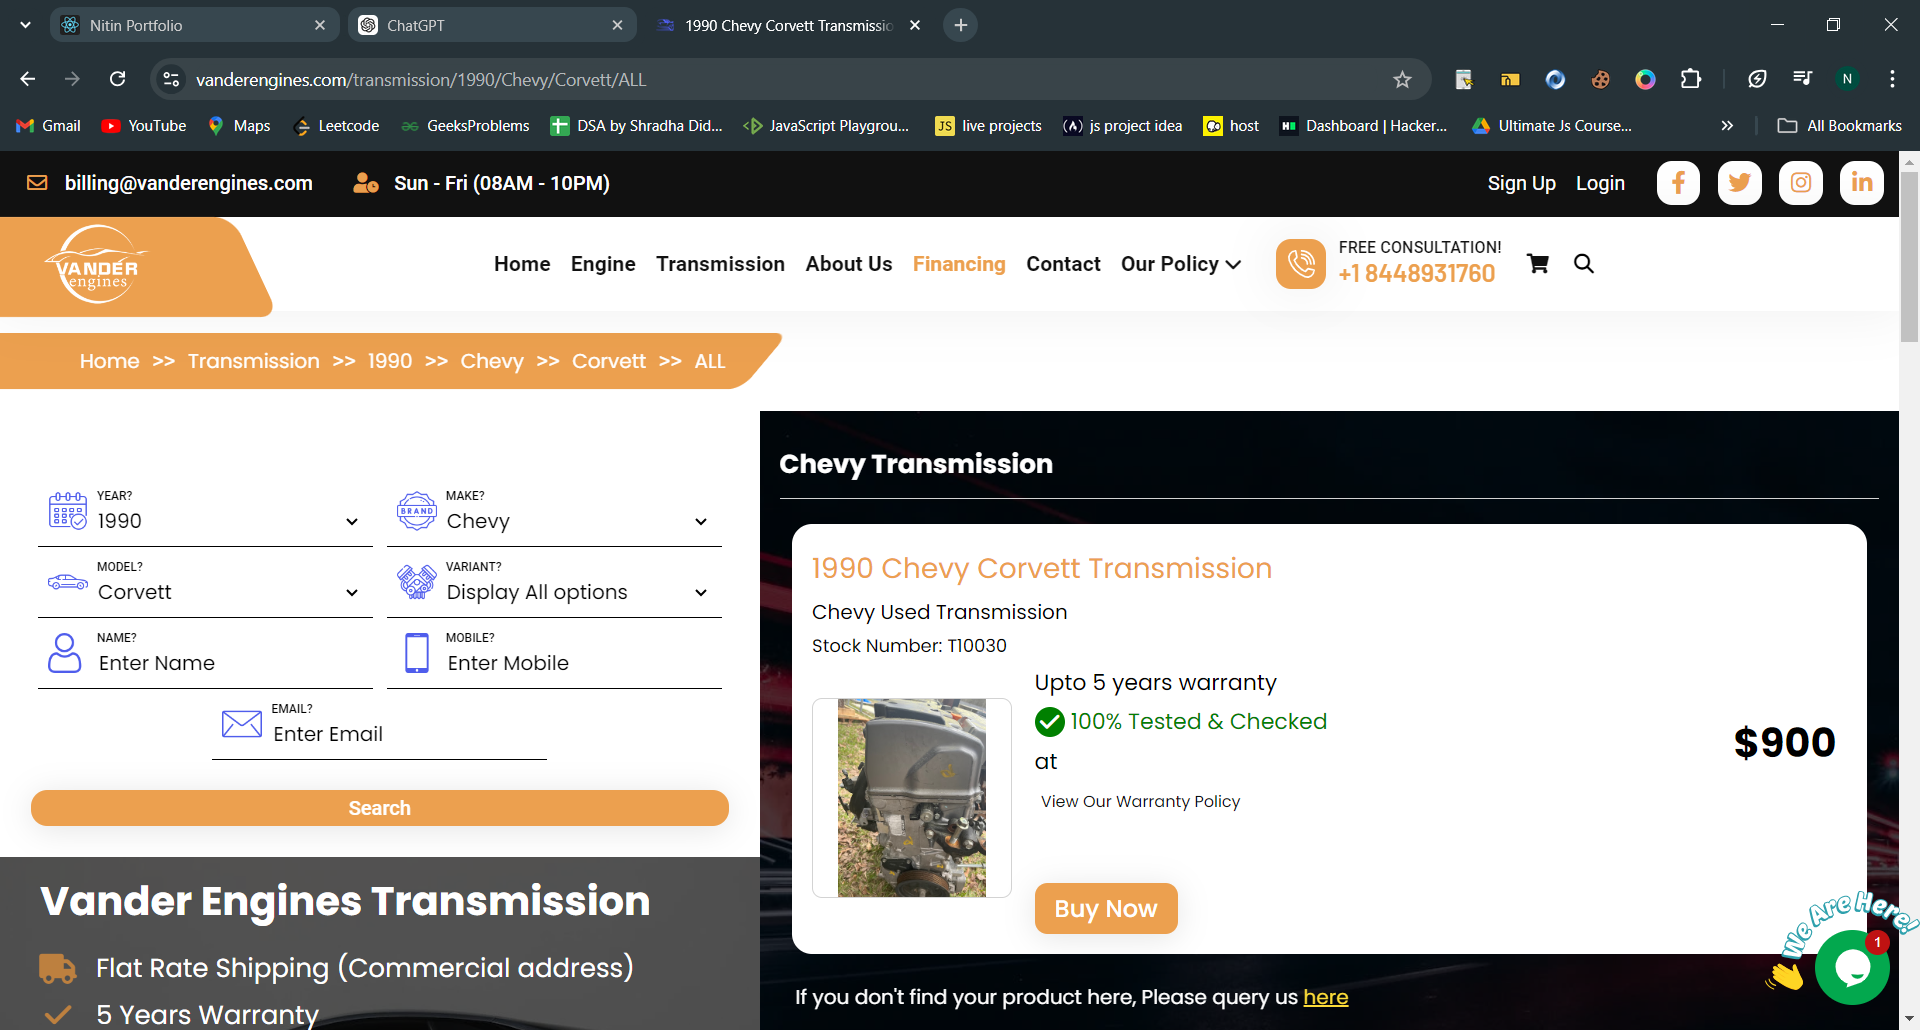 Nitin Portfolio
ChatGPT
1990 Chevy Corvett Transmissio
vanderengines.com/transmission/1990/Chevy/Corvett/ALL
N
Gmail
YouTube
Maps
Leetcode
GeeksProblems
DSA by Shradha Did...
JavaScript Playgrou...
JS live projects
js project idea
host
Dashboard | Hacker...
Ultimate Js Course...
All Bookmarks
billing@vanderengines.com
Sun - Fri (08AM - 10PM)
Sign Up
Login
VANDER
engines
Home
Engine
Transmission
About Us
Financing
Contact
Our Policy
FREE CONSULTATION!
+1 8448931760
Home >> Transmission >> 1990 >> Chevy >> Corvett >> ALL
YEAR?
1990
BRAND
MAKE?
Chevy
MODEL?
Corvett
VARIANT?
Display All options
NAME?
Enter Name
MOBILE?
Enter Mobile
EMAIL?
Enter Email
Search
Vander Engines Transmission
Flat Rate Shipping (Commercial address)
5 Years Warranty
Chevy Transmission
1990 Chevy Corvett Transmission
Chevy Used Transmission
Stock Number: T10030
Upto 5 years warranty
100% Tested & Checked
at
View Our Warranty Policy
$900
Buy Now
If you don't find your product here, Please query us here
We Are Here!
1